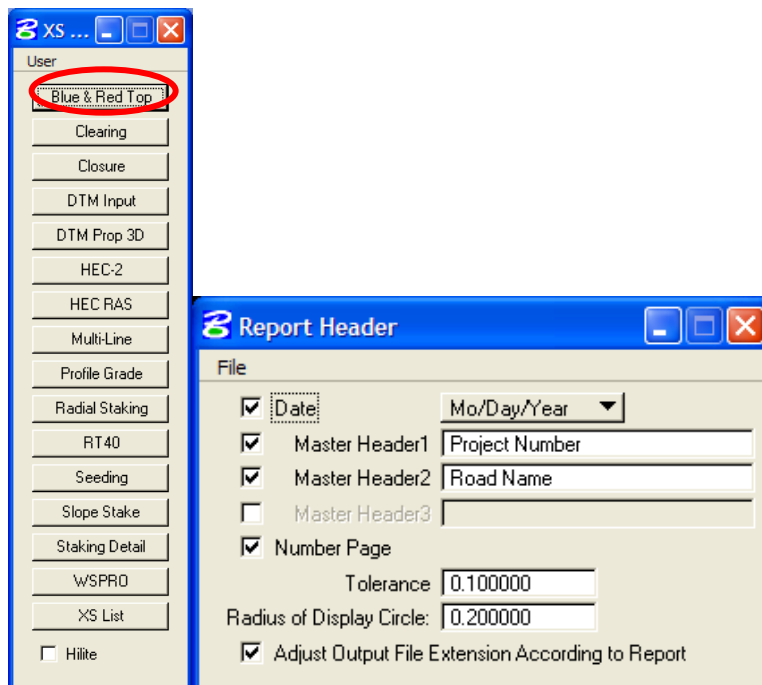 XS ...
User
Blue & Red Top
Clearing
Closure
DTM Input
DTM Prop 3D
HEC-2
HEC RAS
Multi-Line
Profile Grade
Radial Staking
RT40
Seeding
Slope Stake
Staking Detail
WSPRO
XS List
Hilite
Report Header
File
Date Mo/Day/Year
Master Header1 Project Number
Master Header2 Road Name
Master Header3
Number Page
Tolerance 0.100000
Radius of Display Circle: 0.200000
Adjust Output File Extension According to Report